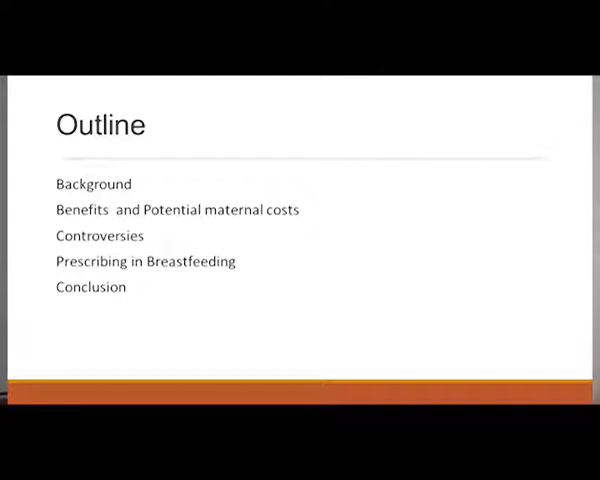 Outline
Background
Benefits  and Potential maternal costs
Controversies
Prescribing in Breastfeeding
Conclusion